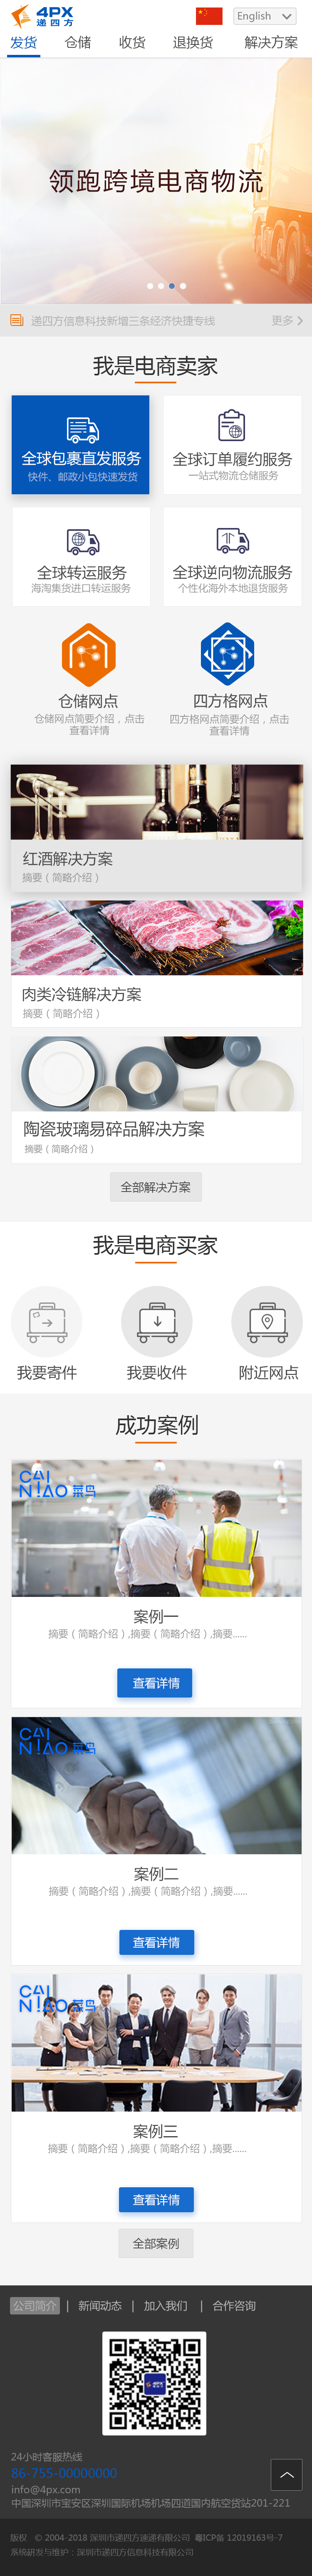 4PX
递四方
English
发货 仓储 收货 退换货 解决方案
领跑跨境电商物流
递四方信息科技新增三条经济快捷专线 更多
我是电商卖家
全球包裹直发服务
快件、邮政小包快速发货
全球订单履约服务
一站式物流仓储服务
全球转运服务
海淘集货进口转运服务
全球逆向物流服务
个性化海外本地退货服务
仓储网点
仓储网点简要介绍，点击
查看详情
四方格网点
四方格网点简要介绍，点击
查看详情
红酒解决方案
摘要（简略介绍）
肉类冷链解决方案
摘要（简略介绍）
陶瓷玻璃易碎品解决方案
摘要（简略介绍）
全部解决方案
我是电商买家
我要寄件 我要收件 附近网点
成功案例
CAI
NIAO 菜鸟
案例一
摘要（简略介绍）,摘要（简略介绍）,摘要......
查看详情
CAI
NIAO 菜鸟
案例二
摘要（简略介绍）,摘要（简略介绍）,摘要......
查看详情
CAI
NIAO 菜鸟
案例三
摘要（简略介绍）,摘要（简略介绍）,摘要......
查看详情
全部案例
公司简介 | 新闻动态 | 加入我们 | 合作咨询
24小时客服热线
86-755-00000000
info@4px.com
中国深圳市宝安区深圳国际机场机场四道国内航空货站201-221
版权 © 2004-2018 深圳市递四方速递有限公司 粤ICP备 12019163号-7
系统研发与维护：深圳市递四方信息科技有限公司